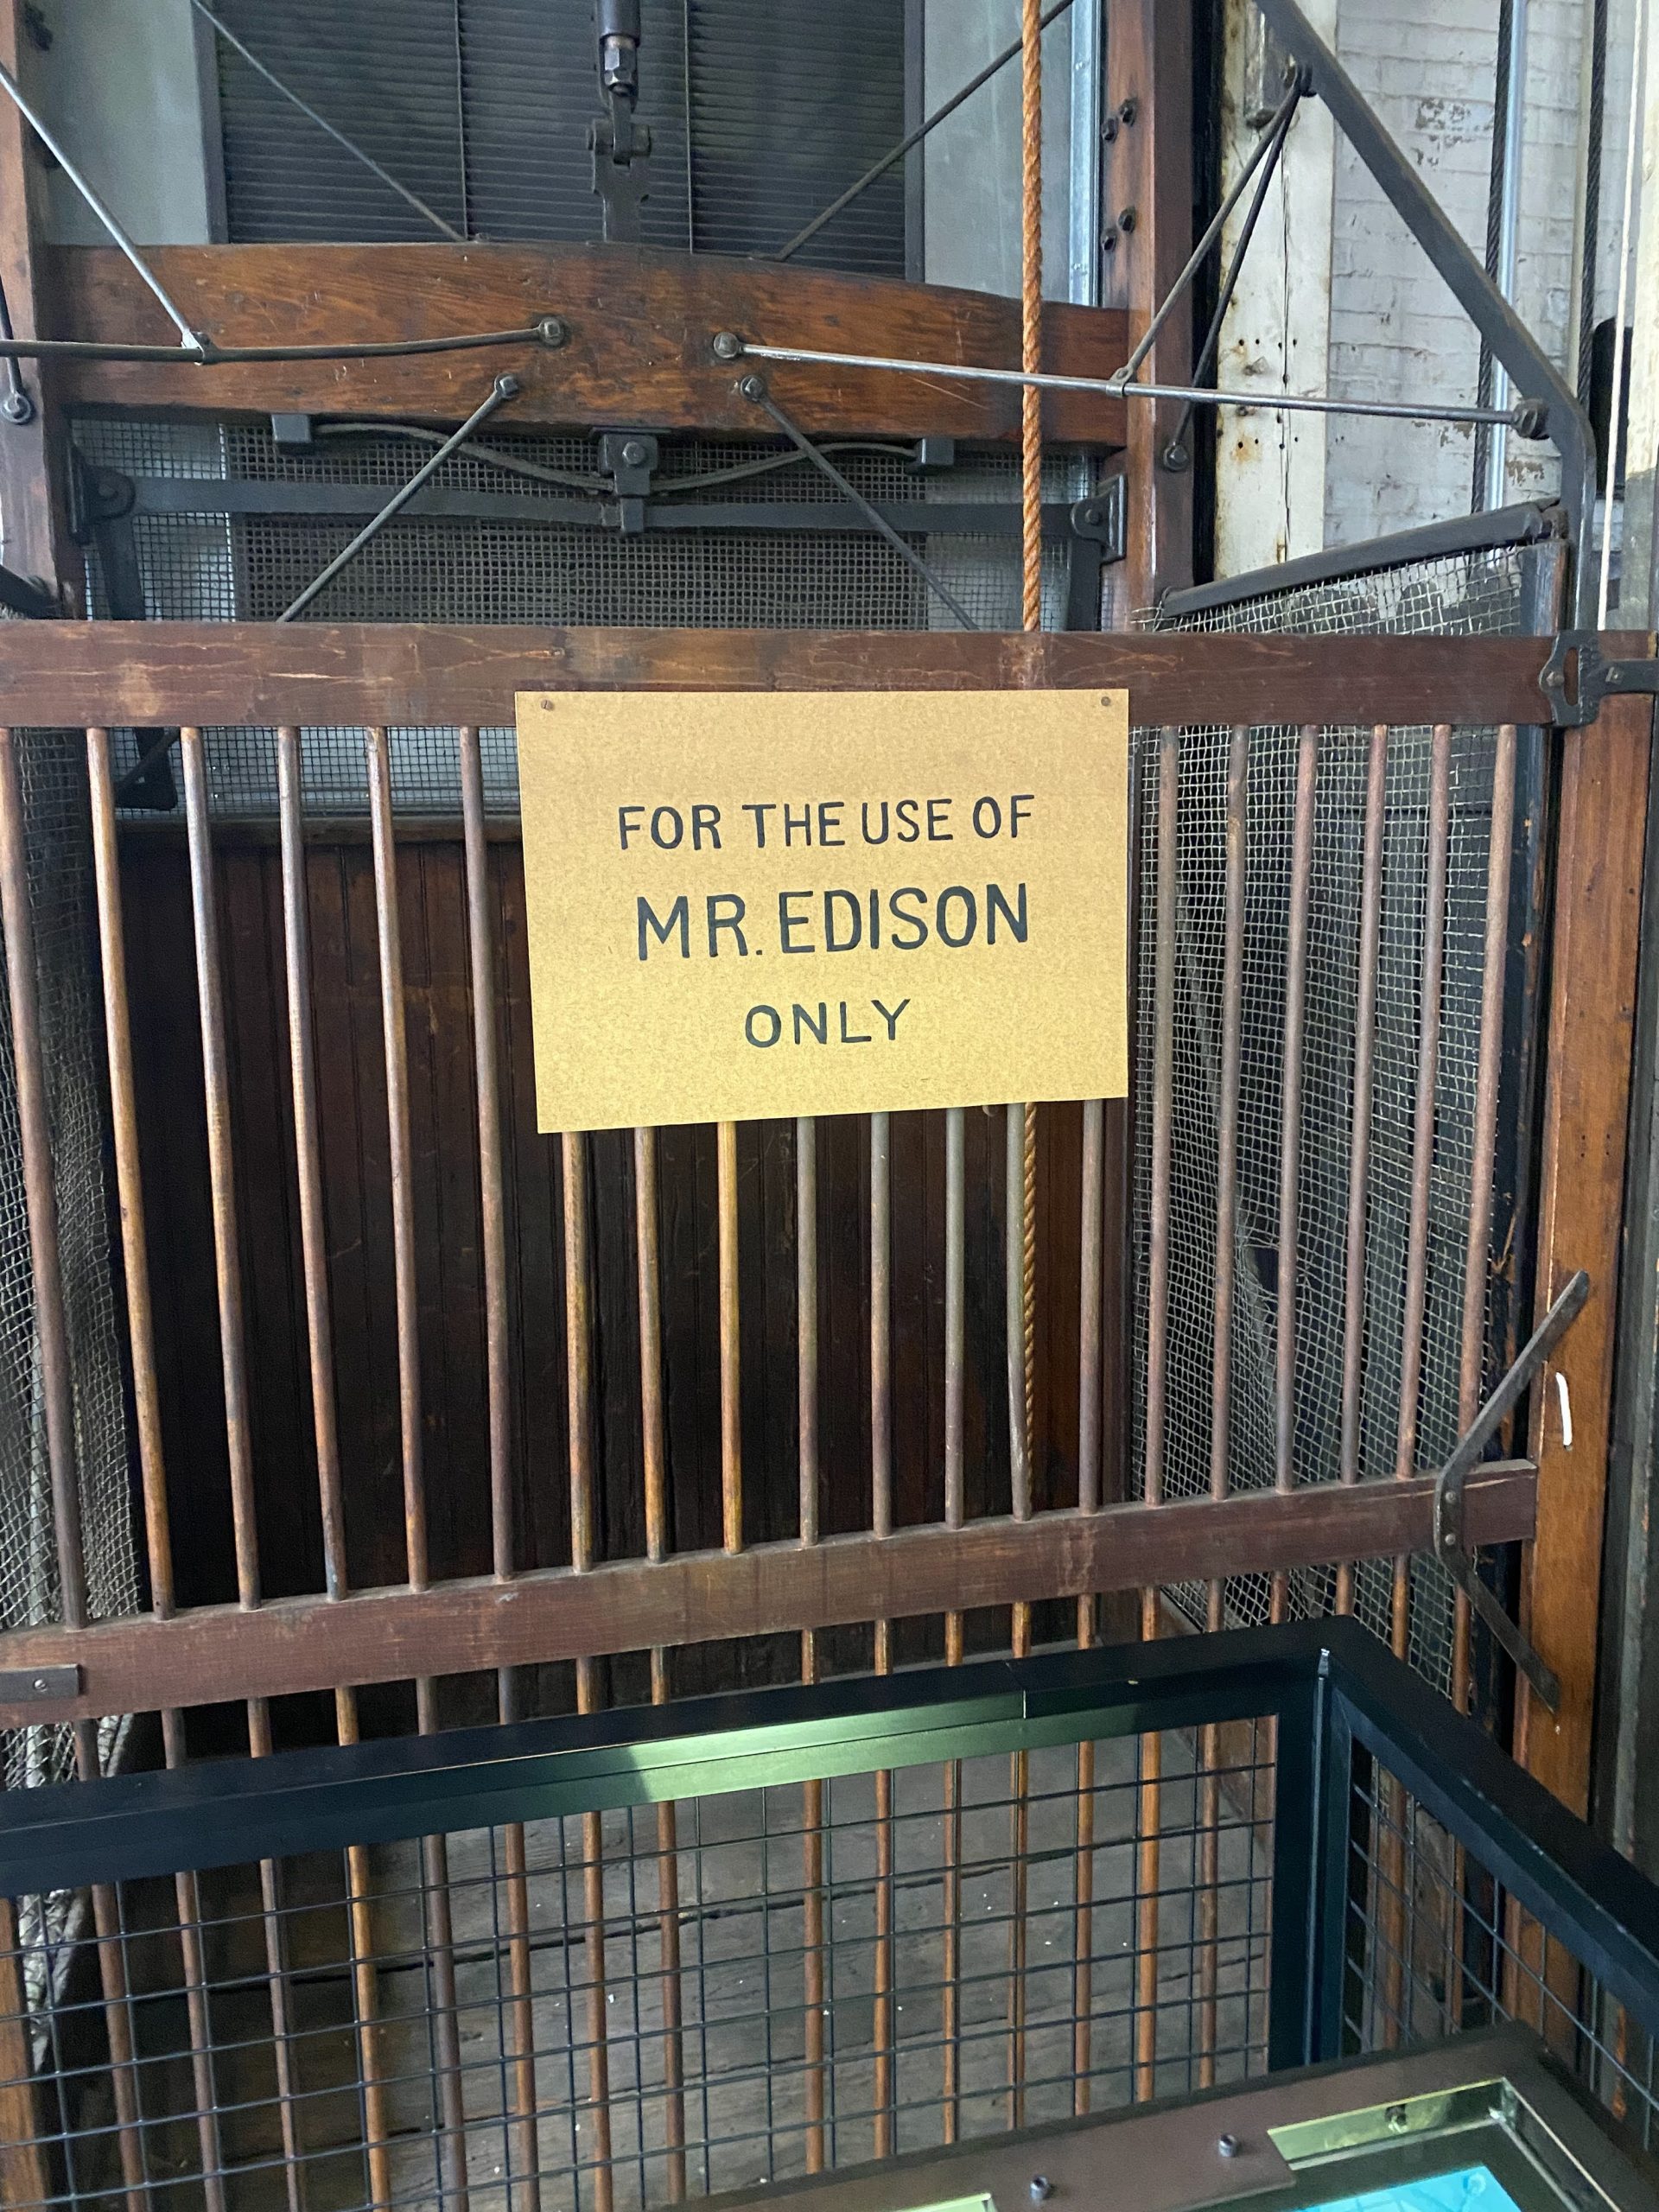 FOR THE USE OF
MR. EDISON
ONLY